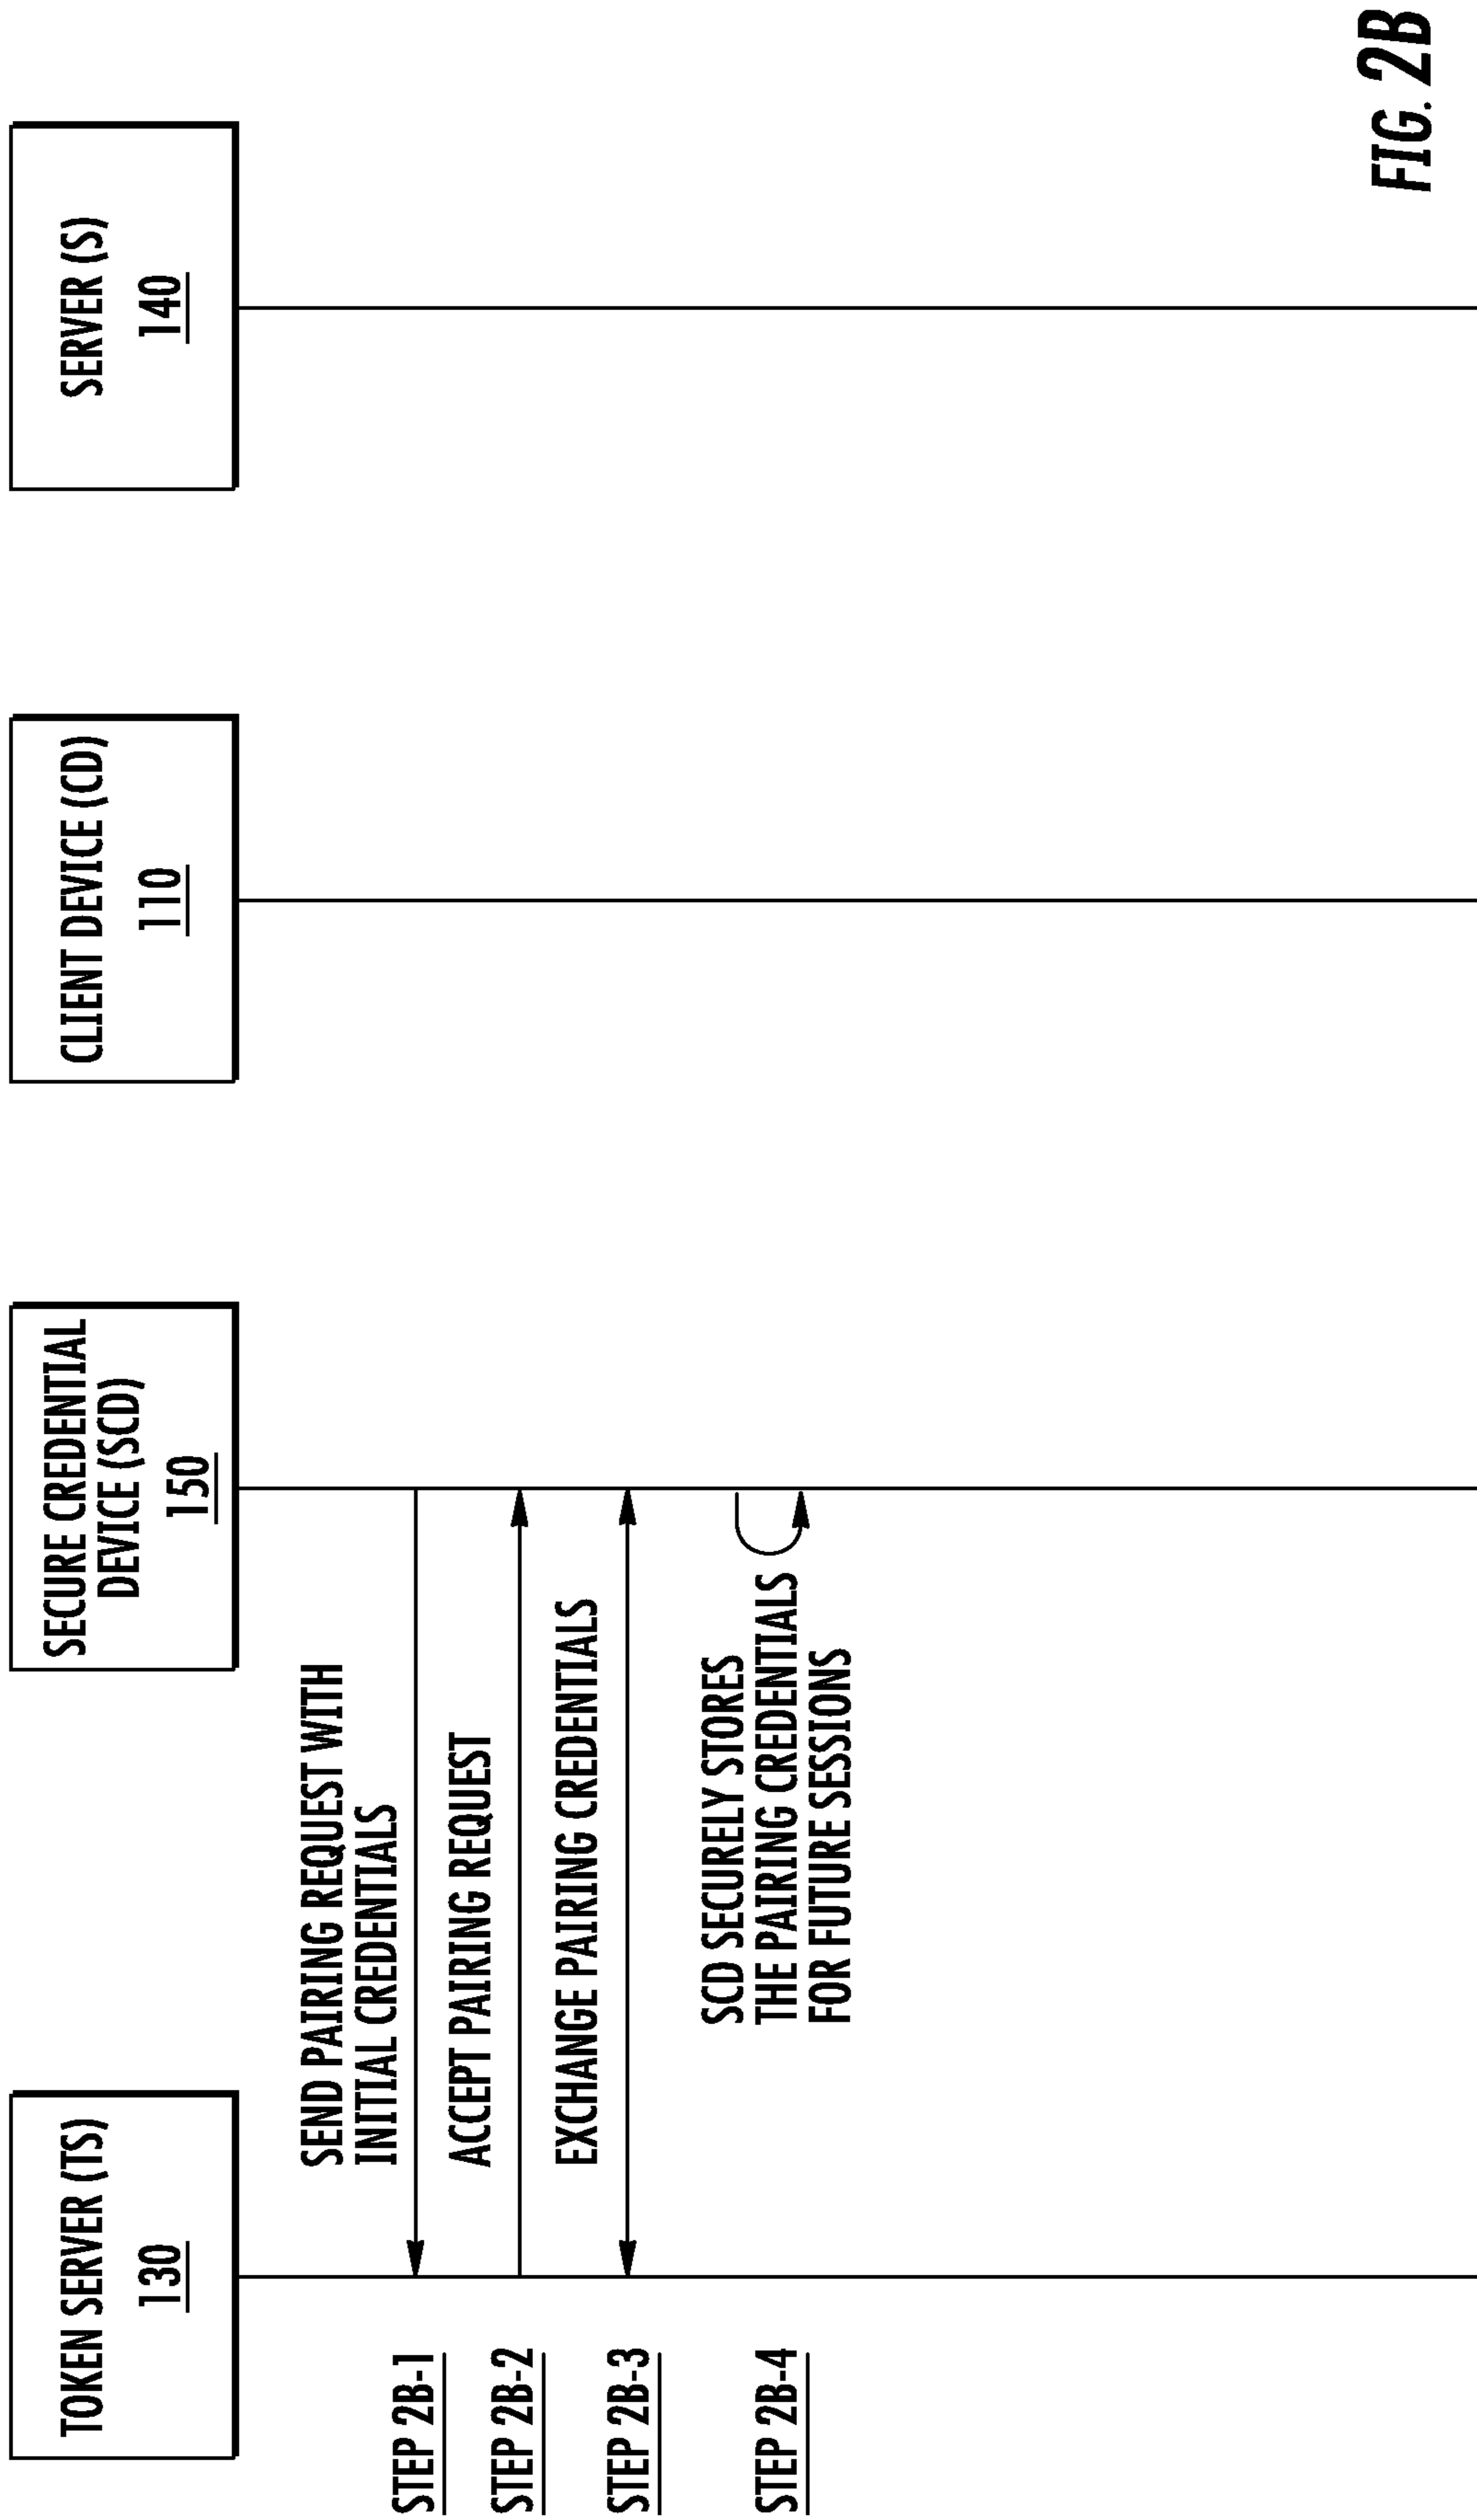 TOKEN SERVER (TS)
130
SECURE CREDENTIAL
DEVICE (SCD)
150
CLIENT DEVICE (CD)
110
SERVER (S)
140
STEP 2B-1
SEND PAIRING REQUEST WITH
INITIAL CREDENTIALS
STEP 2B-2
ACCEPT PAIRING REQUEST
STEP 2B-3
EXCHANGE PAIRING CREDENTIALS
STEP 2B-4
SCD SECURELY STORES
THE PAIRING CREDENTIALS
FOR FUTURE SESSIONS
FIG. 2B